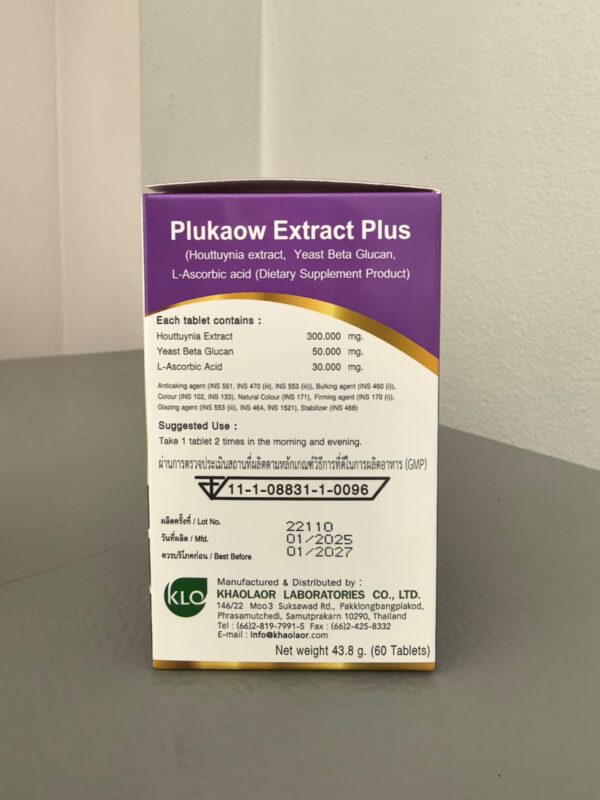 Plukaow Extract Plus
(Houttuynia extract, Yeast Beta Glucan,
L-Ascorbic acid (Dietary Supplement Product)
Each tablet contains :
Houttuynia Extract 300.000 mg.
Yeast Beta Glucan 50.000 mg.
L-Ascorbic Acid 30.000 mg.
Anticaking agent (INS 551, INS 470 (iii), INS 553 (iii)), Bulking agent (INS 460 (i)),
Colour (INS 102, INS 133), Natural Colour (INS 171), Firming agent (INS 170 (i)),
Glazing agent (INS 553 (iii), INS 464, INS 1521), Stabilizer (INS 468)
Suggested Use :
Take 1 tablet 2 times in the morning and evening.
ผ่านการตรวจประเมินสถานที่ผลิตตามหลักเกณฑ์วิธีการที่ดีในการผลิตอาหาร (GMP)
อย 11-1-08831-1-0096
ผลิตครั้งที่ / Lot No. 22110
วันที่ผลิต / Mfd. 01/2025
ควรบริโภคก่อน / Best Before 01/2027
KLO
Manufactured & Distributed by :
KHAOLAOR LABORATORIES CO., LTD.
146/22 Moo3 Suksawad Rd., Pakklongbangplakod,
Phrasamutchedi, Samutprakarn 10290, Thailand
Tel : (66)2-819-7991-5 Fax : (66)2-425-8332
E-mail : info@khaolaor.com
Net weight 43.8 g. (60 Tablets)